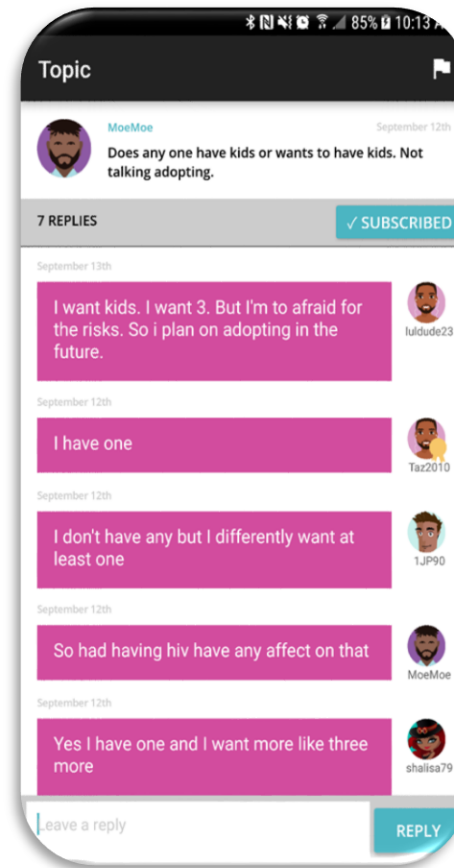 85% 10:13 A
Topic
MoeMoe
September 12th
Does any one have kids or wants to have kids. Not
talking adopting.
7 REPLIES
✓ SUBSCRIBED
September 13th
I want kids. I want 3. But I'm to afraid for
the risks. So i plan on adopting in the
future.
luldude23
September 12th
I have one
Taz2010
September 12th
I don't have any but I differently want at
least one
1JP90
September 12th
So had having hiv have any affect on that
MoeMoe
September 12th
Yes I have one and I want more like three
more
shalisa79
Leave a reply
REPLY